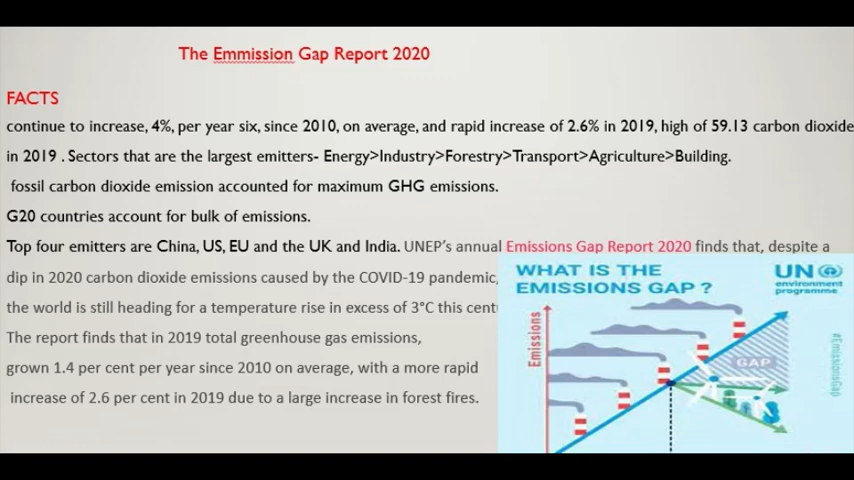 The Emmission Gap Report 2020
FACTS
continue to increase, 4%, per year six, since 2010, on average, and rapid increase of 2.6% in 2019, high of 59.13 carbon dioxide
in 2019 . Sectors that are the largest emitters- Energy>Industry>Forestry>Transport>Agriculture>Building.
fossil carbon dioxide emission accounted for maximum GHG emissions.
G20 countries account for bulk of emissions.
Top four emitters are China, US, EU and the UK and India. UNEP's annual Emissions Gap Report 2020 finds that, despite a
dip in 2020 carbon dioxide emissions caused by the COVID-19 pandemic,
the world is still heading for a temperature rise in excess of 3°C this cent
The report finds that in 2019 total greenhouse gas emissions,
grown 1.4 per cent per year since 2010 on average, with a more rapid
increase of 2.6 per cent in 2019 due to a large increase in forest fires.
WHAT IS THE
EMISSIONS GAP ?
UN
environment
programme
Emissions
GAP
#EmissionsGap